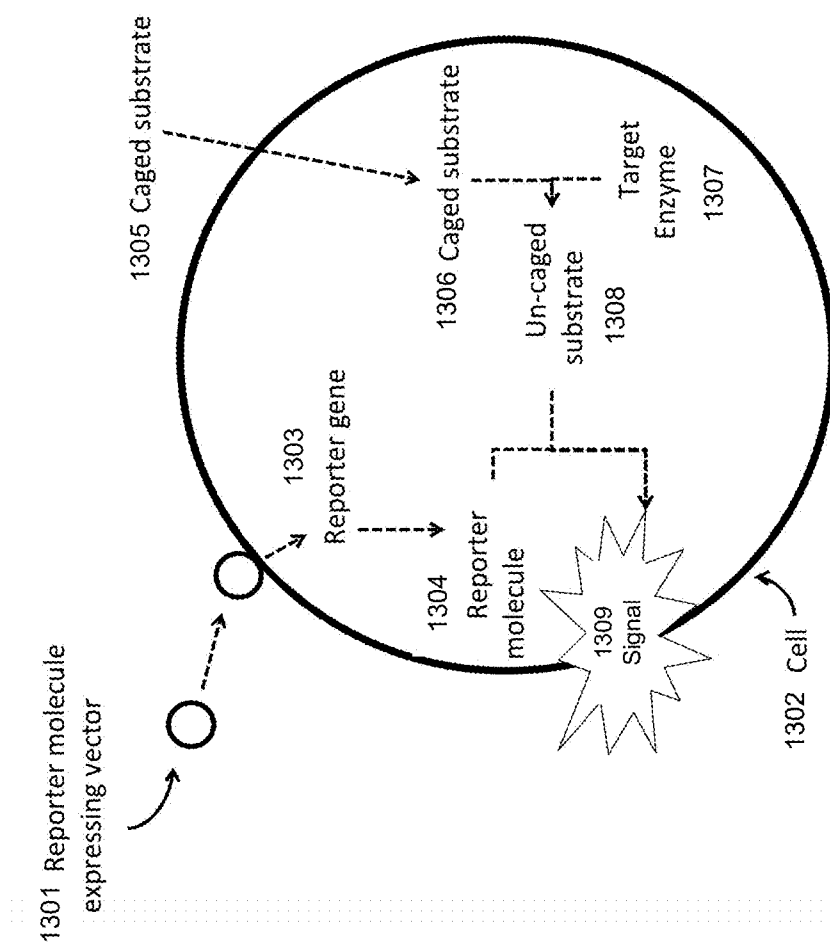 1301 Reporter molecule
expressing vector
1305 Caged substrate
1303
Reporter gene
1306 Caged substrate
1304
Reporter
molecule
Un-caged
substrate
1308
Target
Enzyme
1307
1309
Signal
1302 Cell